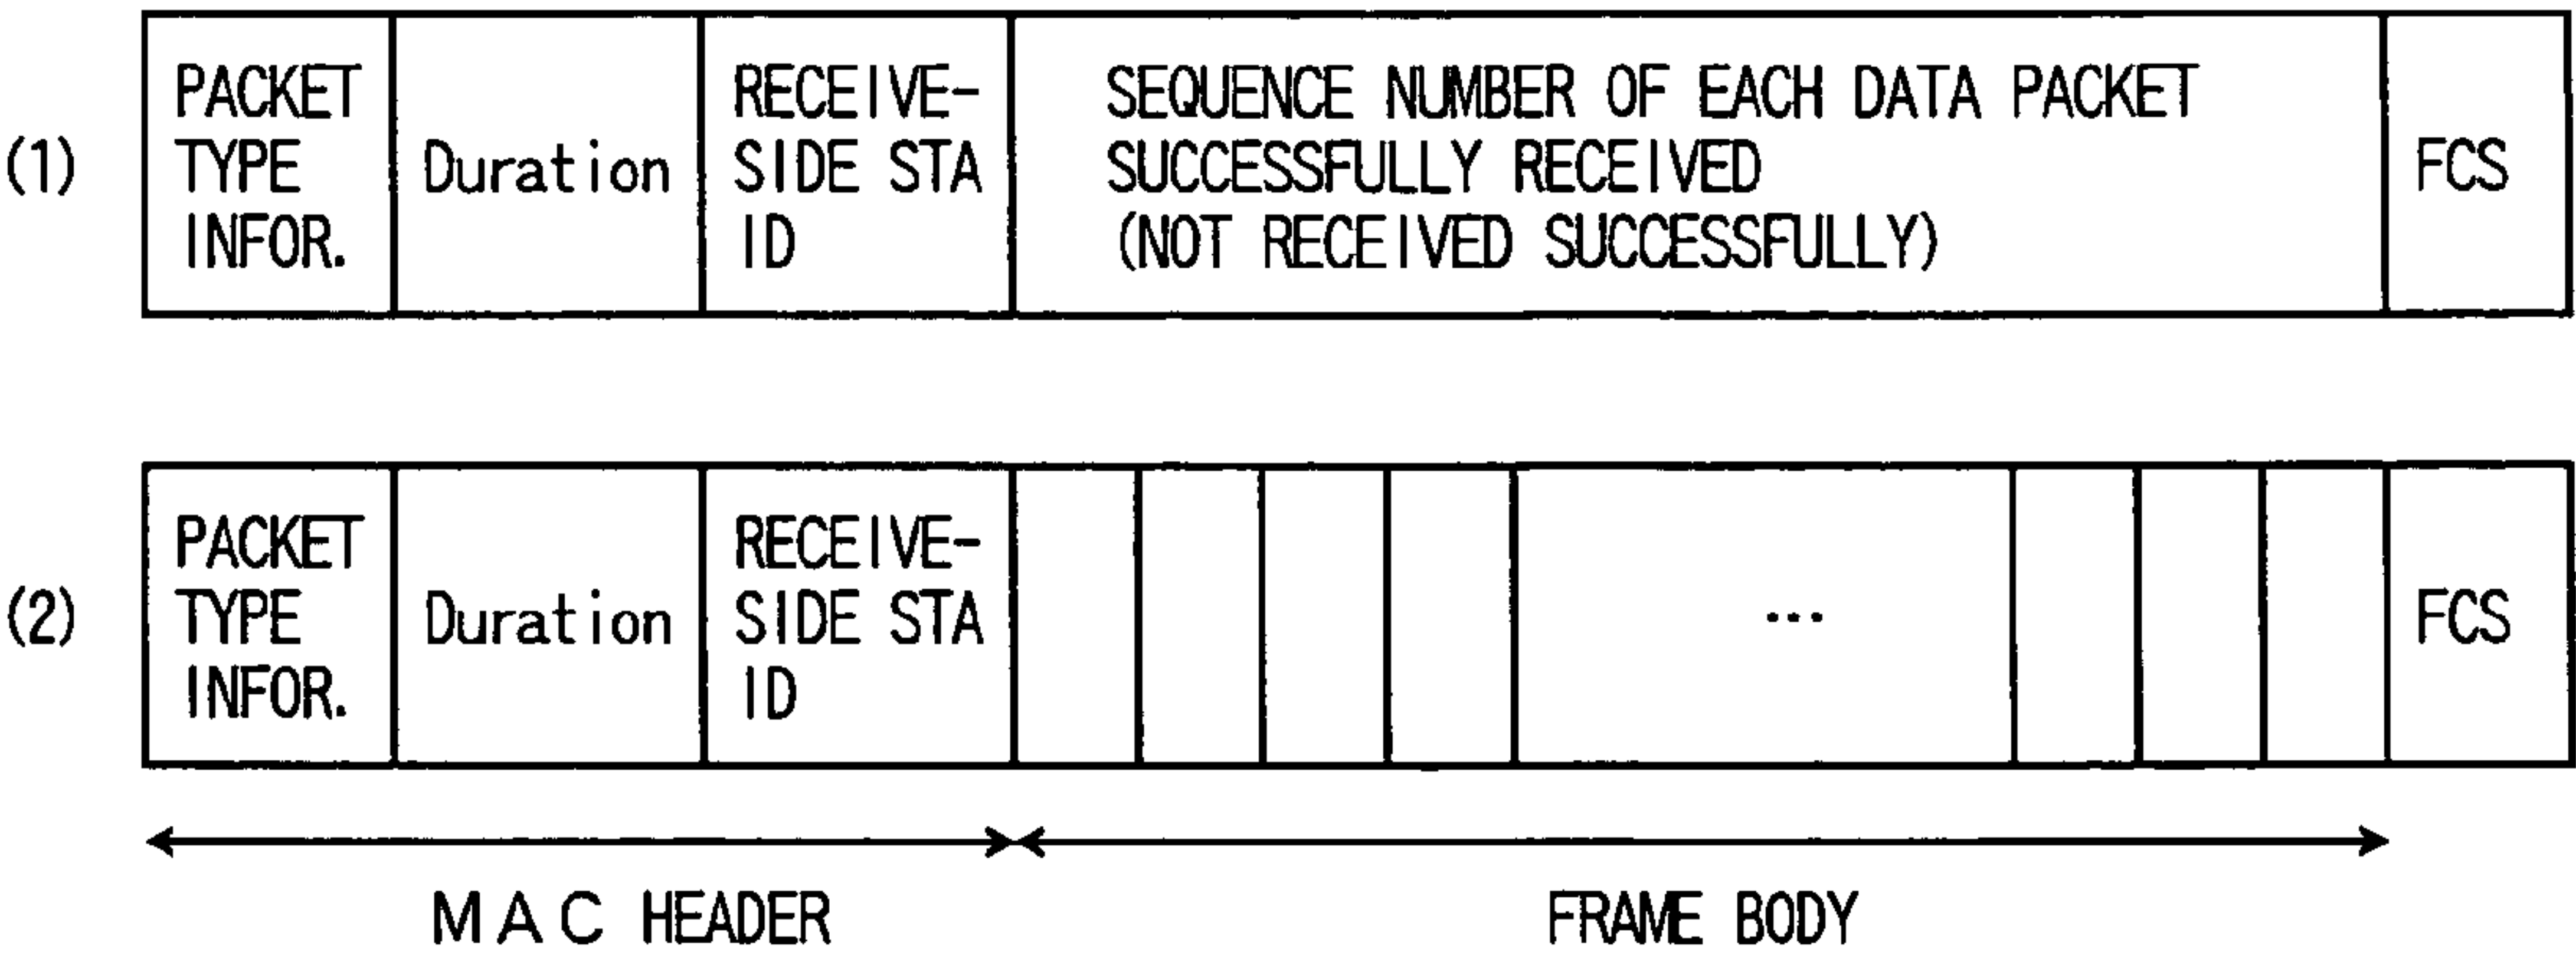 (1)
PACKET
TYPE
INFOR.
Duration
RECEIVE-
SIDE STA
ID
SEQUENCE NUMBER OF EACH DATA PACKET
SUCCESSFULLY RECEIVED
(NOT RECEIVED SUCCESSFULLY)
FCS
(2)
PACKET
TYPE
INFOR.
Duration
RECEIVE-
SIDE STA
ID
...
FCS
MAC HEADER
FRAME BODY